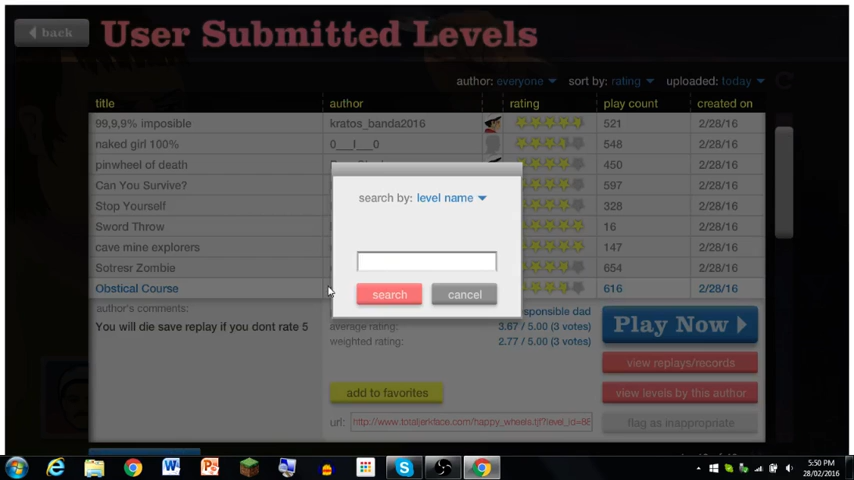 back
User Submitted Levels
author: everyone sort by: rating uploaded: today
title author rating play count created on
99,9,9% imposible kratos_banda2016 521 2/28/16
naked girl 100% 0___I___0 548 2/28/16
pinwheel of death 450 2/28/16
Can You Survive? 597 2/28/16
Stop Yourself 328 2/28/16
Sword Throw 16 2/28/16
cave mine explorers 147 2/28/16
Sotresr Zombie 654 2/28/16
Obstical Course 616 2/28/16
search by: level name
search cancel
author's comments:
You will die save replay if you dont rate 5
sponsible dad
average rating: 3.67 / 5.00 (3 votes)
weighted rating: 2.77 / 5.00 (3 votes)
Play Now
view replays/records
add to favorites
view levels by this author
url: http://www.totaljerkface.com/happy_wheels.tjf?level_id=88
flag as inappropriate
5:50 PM
28/02/2016